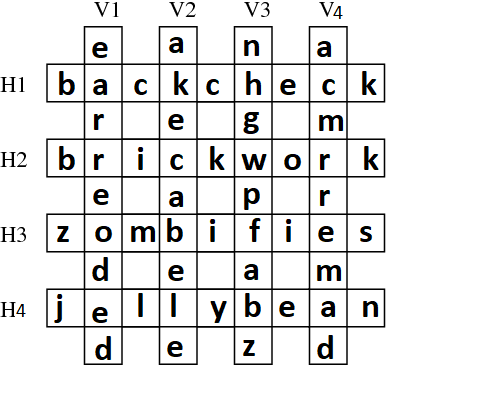 V1 V2 V3 V4
e a n a
H1 b a c k c h e c k
r e g m
H2 b r i c k w o r k
e a p r
H3 z o m b i f i e s
d e a m
H4 j e l l y b e a n
d e z d